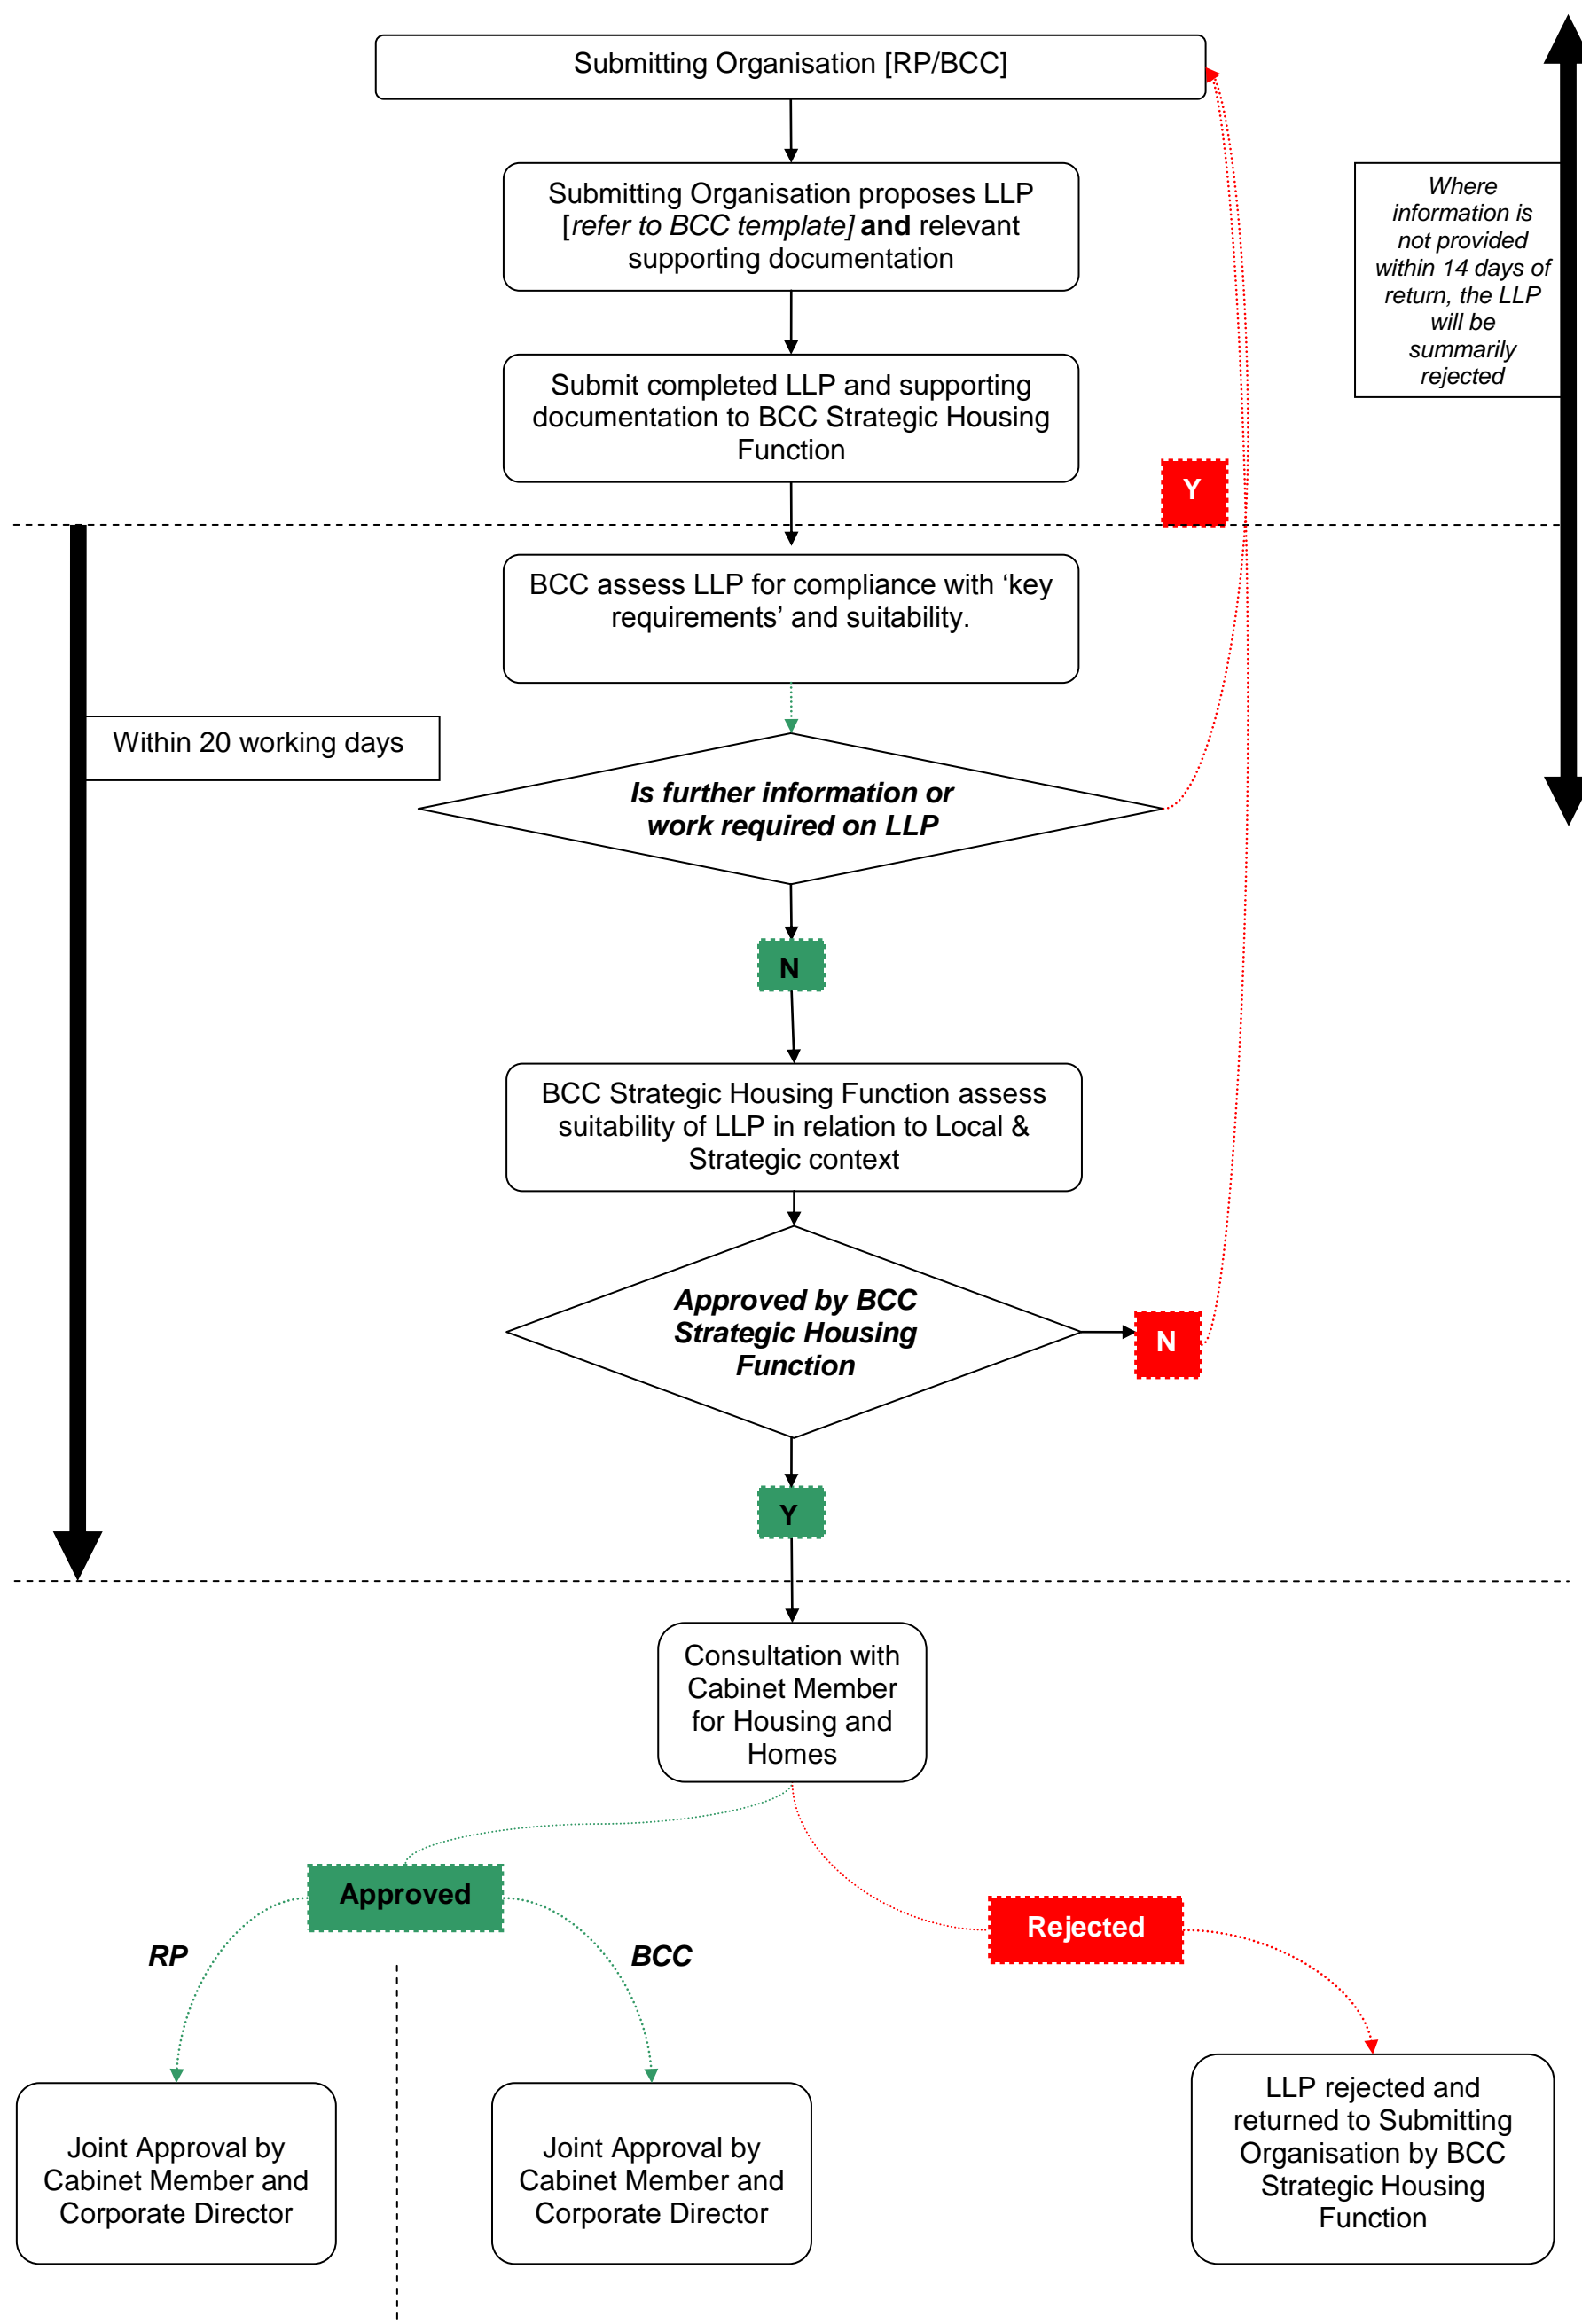 Submitting Organisation [RP/BCC]
Submitting Organisation proposes LLP
[refer to BCC template] and relevant
supporting documentation
Where
information is
not provided
within 14 days of
return, the LLP
will be
summarily
rejected
Submit completed LLP and supporting
documentation to BCC Strategic Housing
Function
Y
BCC assess LLP for compliance with ‘key
requirements’ and suitability.
Within 20 working days
Is further information or
work required on LLP
N
BCC Strategic Housing Function assess
suitability of LLP in relation to Local &
Strategic context
Approved by BCC
Strategic Housing
Function
N
Y
Consultation with
Cabinet Member
for Housing and
Homes
Approved
Rejected
RP
BCC
Joint Approval by
Cabinet Member and
Corporate Director
Joint Approval by
Cabinet Member and
Corporate Director
LLP rejected and
returned to Submitting
Organisation by BCC
Strategic Housing
Function